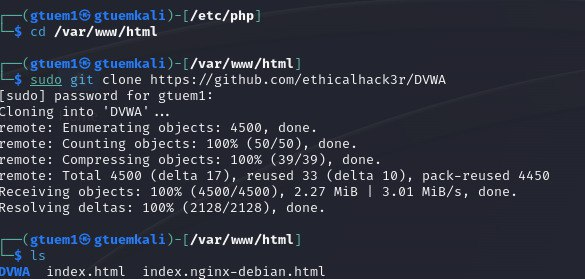 ┌──(gtuem1㉿gtuemkali)-[/etc/php]
└─$ cd /var/www/html
┌──(gtuem1㉿gtuemkali)-[/var/www/html]
└─$ sudo git clone https://github.com/ethicalhack3r/DVWA
[sudo] password for gtuem1:
Cloning into 'DVWA'...
remote: Enumerating objects: 4500, done.
remote: Counting objects: 100% (50/50), done.
remote: Compressing objects: 100% (39/39), done.
remote: Total 4500 (delta 17), reused 33 (delta 10), pack-reused 4450
Receiving objects: 100% (4500/4500), 2.27 MiB | 3.01 MiB/s, done.
Resolving deltas: 100% (2128/2128), done.
┌──(gtuem1㉿gtuemkali)-[/var/www/html]
└─$ ls
DVWA  index.html  index.nginx-debian.html